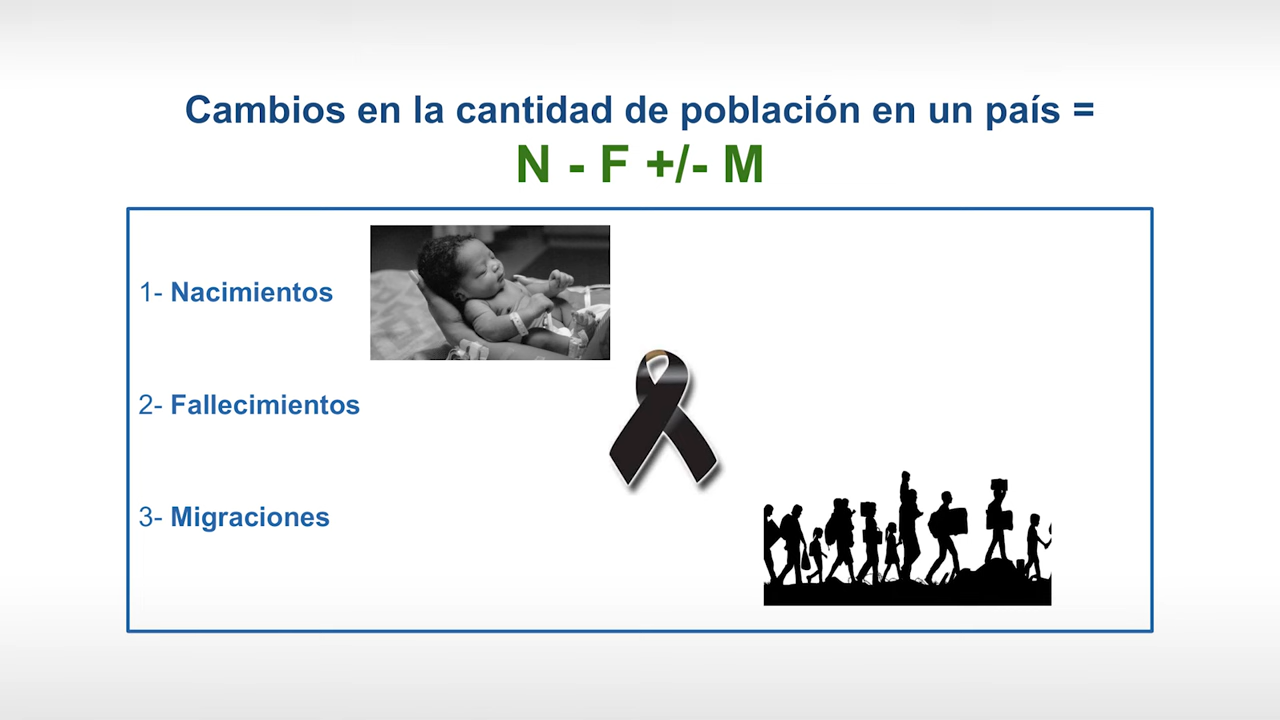 Cambios en la cantidad de población en un país =
N - F +/- M
1- Nacimientos
2- Fallecimientos
3- Migraciones